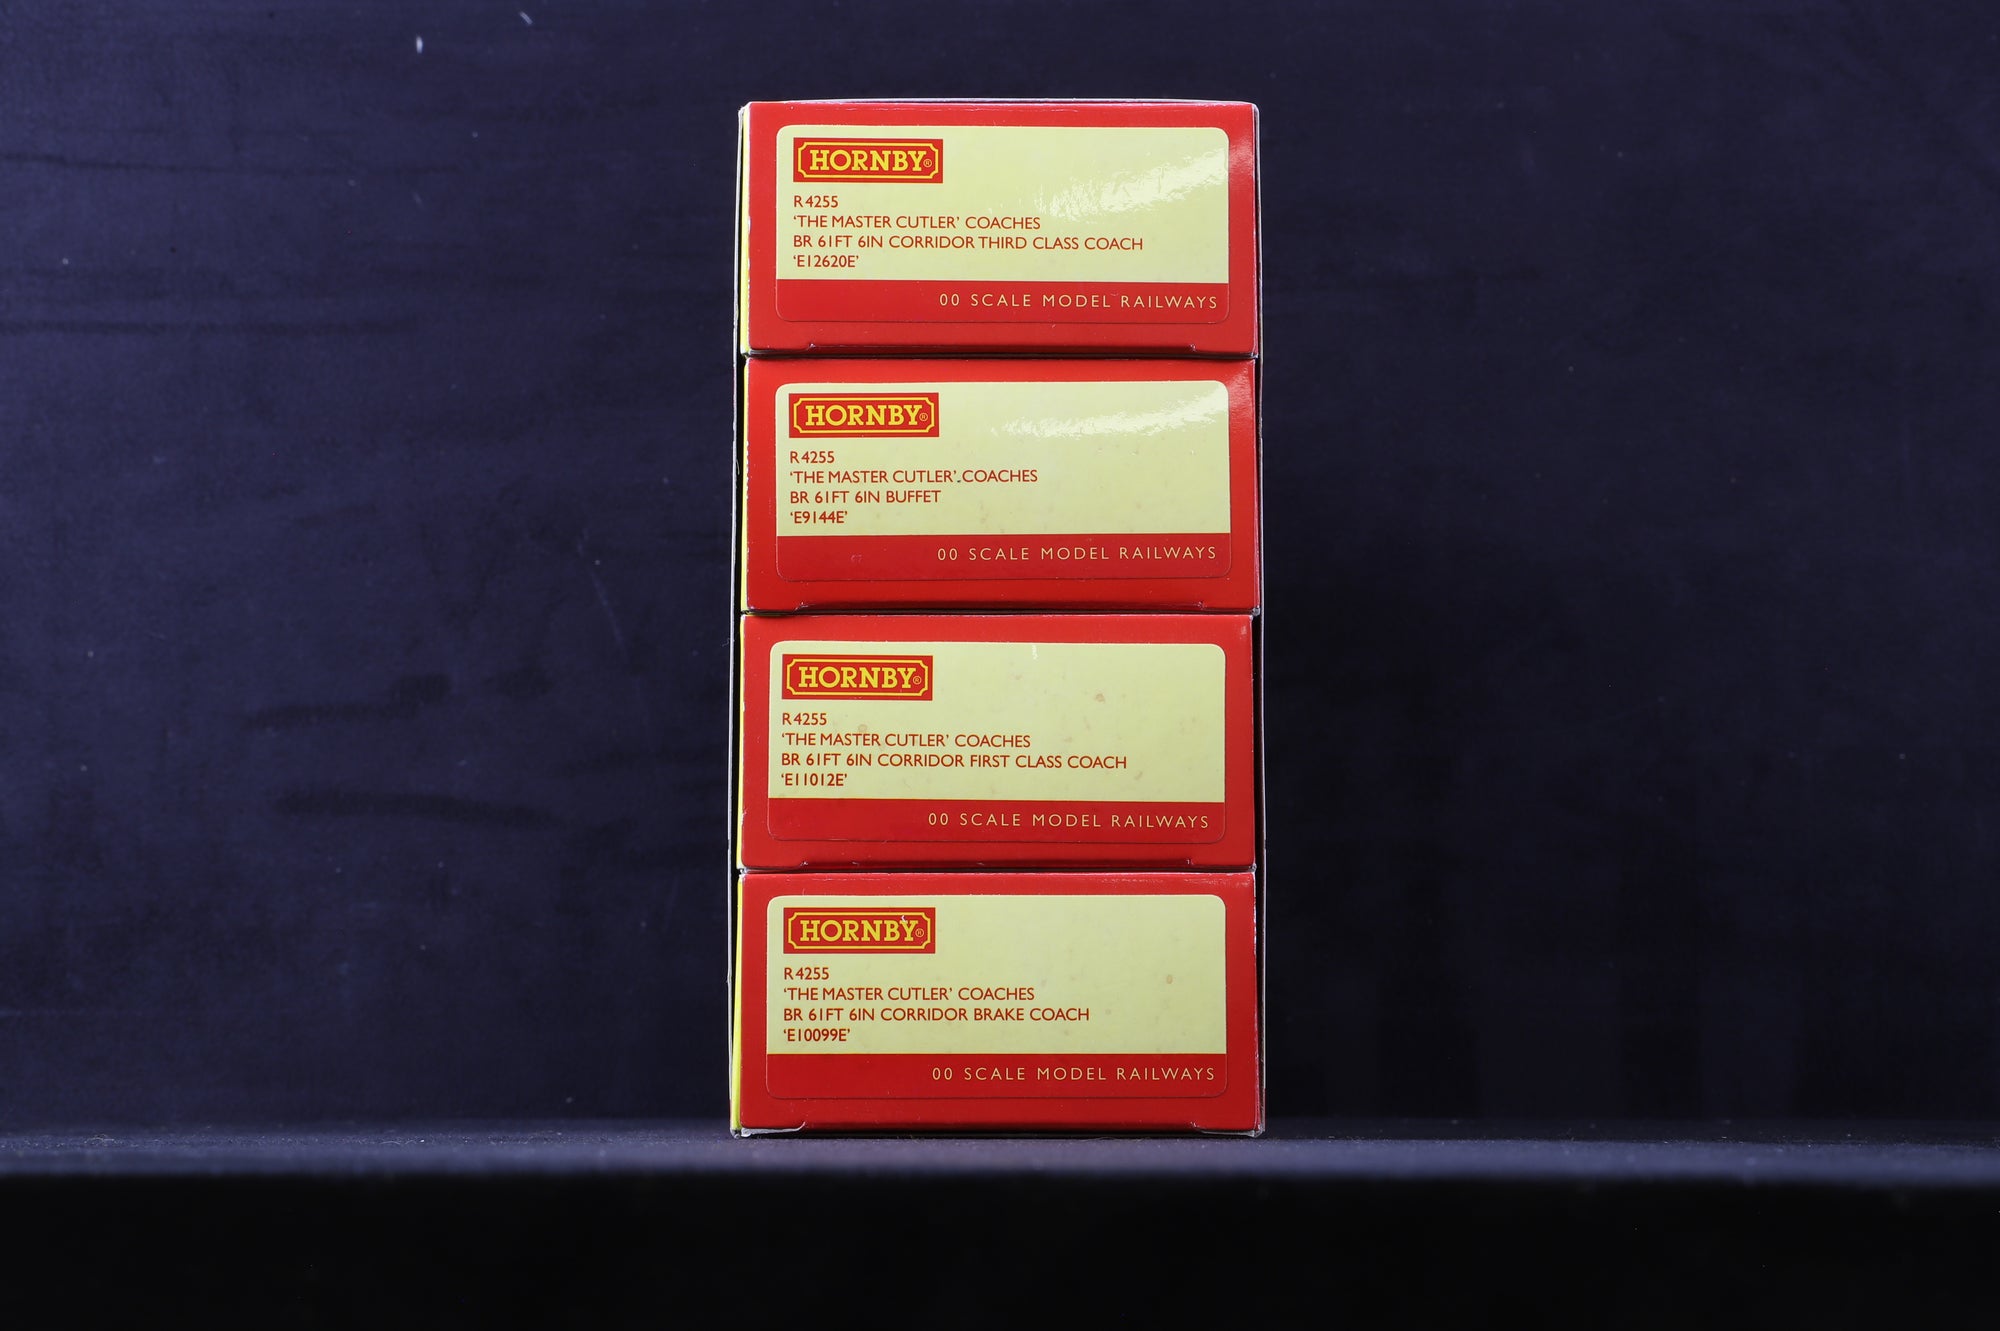 HORNBY®
R4255
‘THE MASTER CUTLER’ COACHES
BR 61FT 6IN CORRIDOR THIRD CLASS COACH
‘E12620E’
00 SCALE MODEL RAILWAYS
HORNBY®
R4255
‘THE MASTER CUTLER’ COACHES
BR 61FT 6IN BUFFET
‘E9144E’
00 SCALE MODEL RAILWAYS
HORNBY®
R4255
‘THE MASTER CUTLER’ COACHES
BR 61FT 6IN CORRIDOR FIRST CLASS COACH
‘E11012E’
00 SCALE MODEL RAILWAYS
HORNBY®
R4255
‘THE MASTER CUTLER’ COACHES
BR 61FT 6IN CORRIDOR BRAKE COACH
‘E10099E’
00 SCALE MODEL RAILWAYS